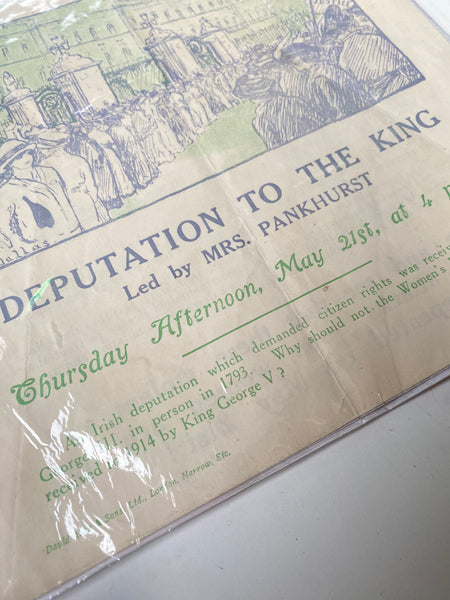 DEPUTATION TO THE KING
Led by MRS. PANKHURST
Thursday Afternoon, May 21st, at 4
An Irish deputation which demanded citizen rights was
George III. in person in 1793. Why should not the Women's
received in 1914 by King George V?
David Sons, Ltd., London, Harrow, Etc.